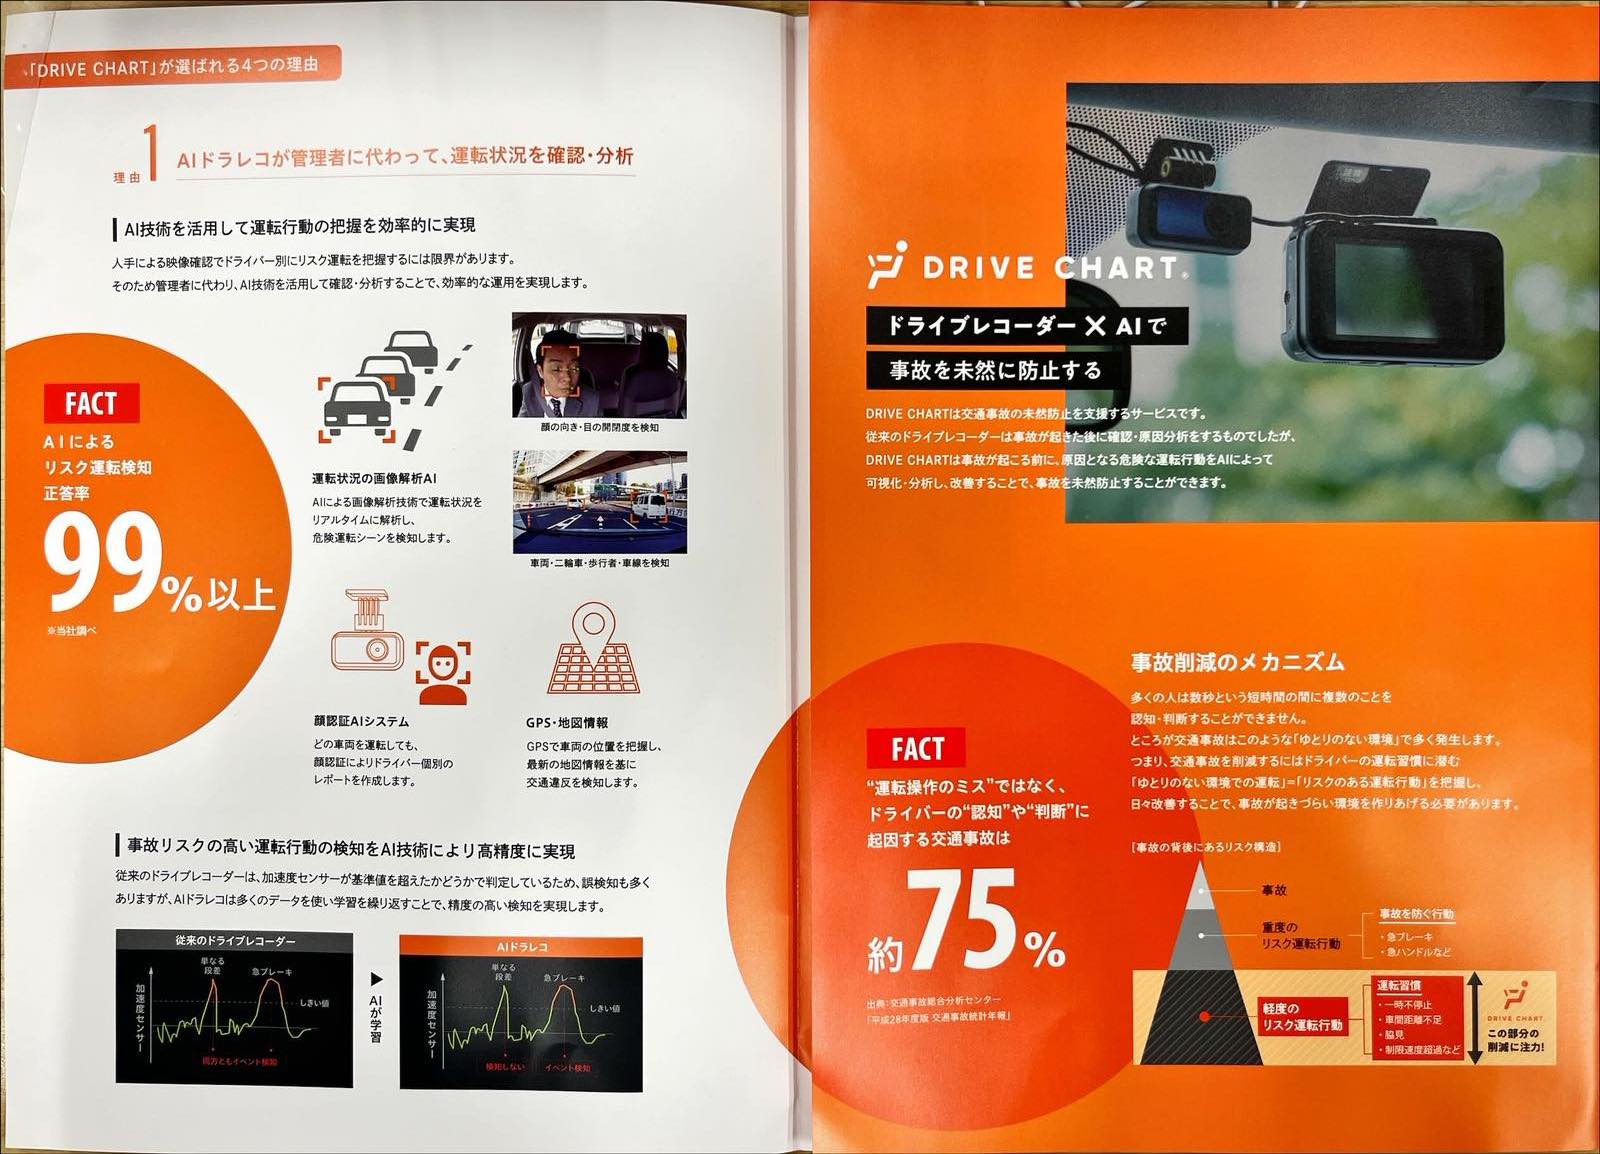 「DRIVE CHART」が選ばれる4つの理由
理由1
AIドラレコが管理者に代わって、運転状況を確認・分析
AI技術を活用して運転行動の把握を効率的に実現
人手による映像確認でドライバー別にリスク運転を把握するには限界があります。
そのため管理者に代わり、AI技術を活用して確認・分析することで、効率的な運用を実現します。
FACT
AIによる
リスク運転検知
正答率
99%以上
※当社調べ
運転状況の画像解析AI
AIによる画像解析技術で運転状況を
リアルタイムに解析し、
危険運転シーンを検知します。
顔の向き・目の開閉度を検知
車両・二輪車・歩行者・車線を検知
顔認証AIシステム
どの車両を運転しても、
顔認証によりドライバー個別の
レポートを作成します。
GPS・地図情報
GPSで車両の位置を把握し、
最新の地図情報を基に
交通違反を検知します。
事故リスクの高い運転行動の検知をAI技術により高精度に実現
従来のドライブレコーダーは、加速度センサーが基準値を超えたかどうかで判定しているため、誤検知も多く
ありますが、AIドラレコは多くのデータを使い学習を繰り返すことで、精度の高い検知を実現します。
従来のドライブレコーダー
加速度センサー
単なる
段差
急ブレーキ
しきい値
両方ともイベント検知
AIが学習
AIドラレコ
加速度センサー
単なる
段差
急ブレーキ
しきい値
検知しない
イベント検知
DRIVE CHART®
ドライブレコーダー×AIで
事故を未然に防止する
DRIVE CHARTは交通事故の未然防止を支援するサービスです。
従来のドライブレコーダーは事故が起きた後に確認・原因分析をするものでしたが、
DRIVE CHARTは事故が起こる前に、原因となる危険な運転行動をAIによって
可視化・分析し、改善することで、事故を未然防止することができます。
FACT
“運転操作のミス”ではなく、
ドライバーの“認知”や“判断”に
起因する交通事故は
約75%
出典：交通事故総合分析センター
「平成28年度版 交通事故統計年報」
事故削減のメカニズム
多くの人は数秒という短時間の間に複数のことを
認知・判断することができません。
ところが交通事故はこのような「ゆとりのない環境」で多く発生します。
つまり、交通事故を削減するにはドライバーの運転習慣に潜む
「ゆとりのない環境での運転」＝「リスクのある運転行動」を把握し、
日々改善することで、事故が起きづらい環境を作りあげる必要があります。
[事故の背後にあるリスク構造]
事故
重度の
リスク運転行動
事故を防ぐ行動
・急ブレーキ
・急ハンドルなど
軽度の
リスク運転行動
運転習慣
・一時不停止
・車間距離不足
・脇見
・制限速度超過など
DRIVE CHART.
この部分の
削減に注力!